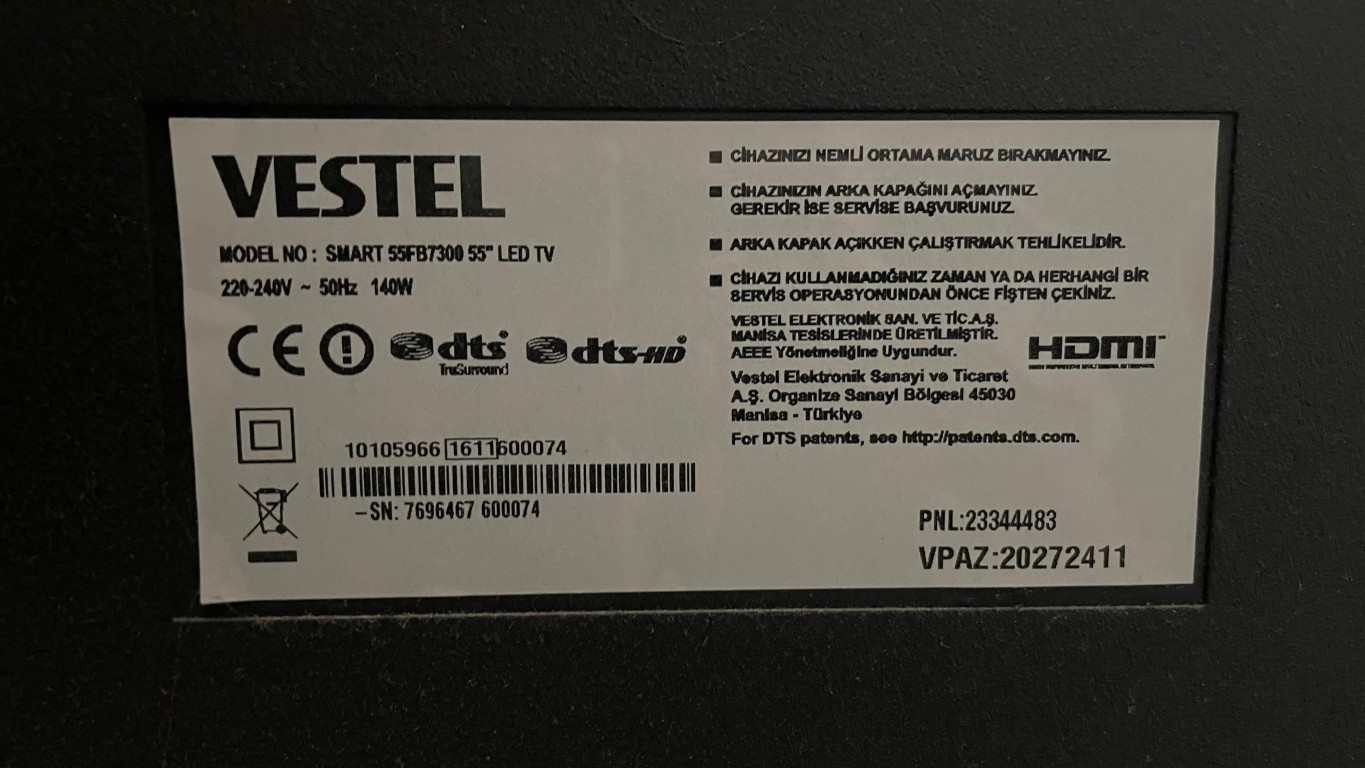 VESTEL
MODEL NO : SMART 55FB7300 55" LED TV
220-240V ~ 50Hz 140W
CE
dts
TruSurround
dts-HD
10105966 1611600074
-SN: 7696467 600074
CİHAZINIZI NEMLİ ORTAMA MARUZ BIRAKMAYINIZ.
CİHAZINIZIN ARKA KAPAĞINI AÇMAYINIZ.
GEREKİR İSE SERVİSE BAŞVURUNUZ.
ARKA KAPAK AÇIKKEN ÇALIŞTIRMAK TEHLİKELİDİR.
CİHAZI KULLANMADIĞINIZ ZAMAN YA DA HERHANGİ BİR
SERVİS OPERASYONUNDAN ÖNCE FİŞTEN ÇEKİNİZ.
VESTEL ELEKTRONİK SAN. VE TİC.A.Ş.
MANİSA TESİSLERİNDE ÜRETİLMİŞTİR.
AEEE Yönetmeliğine Uygundur.
HDMI
Vestel Elektronik Sanayi ve Ticaret
A.Ş. Organize Sanayi Bölgesi 45030
Manisa - Türkiye
For DTS patents, see http://patents.dts.com.
PNL:23344483
VPAZ:20272411